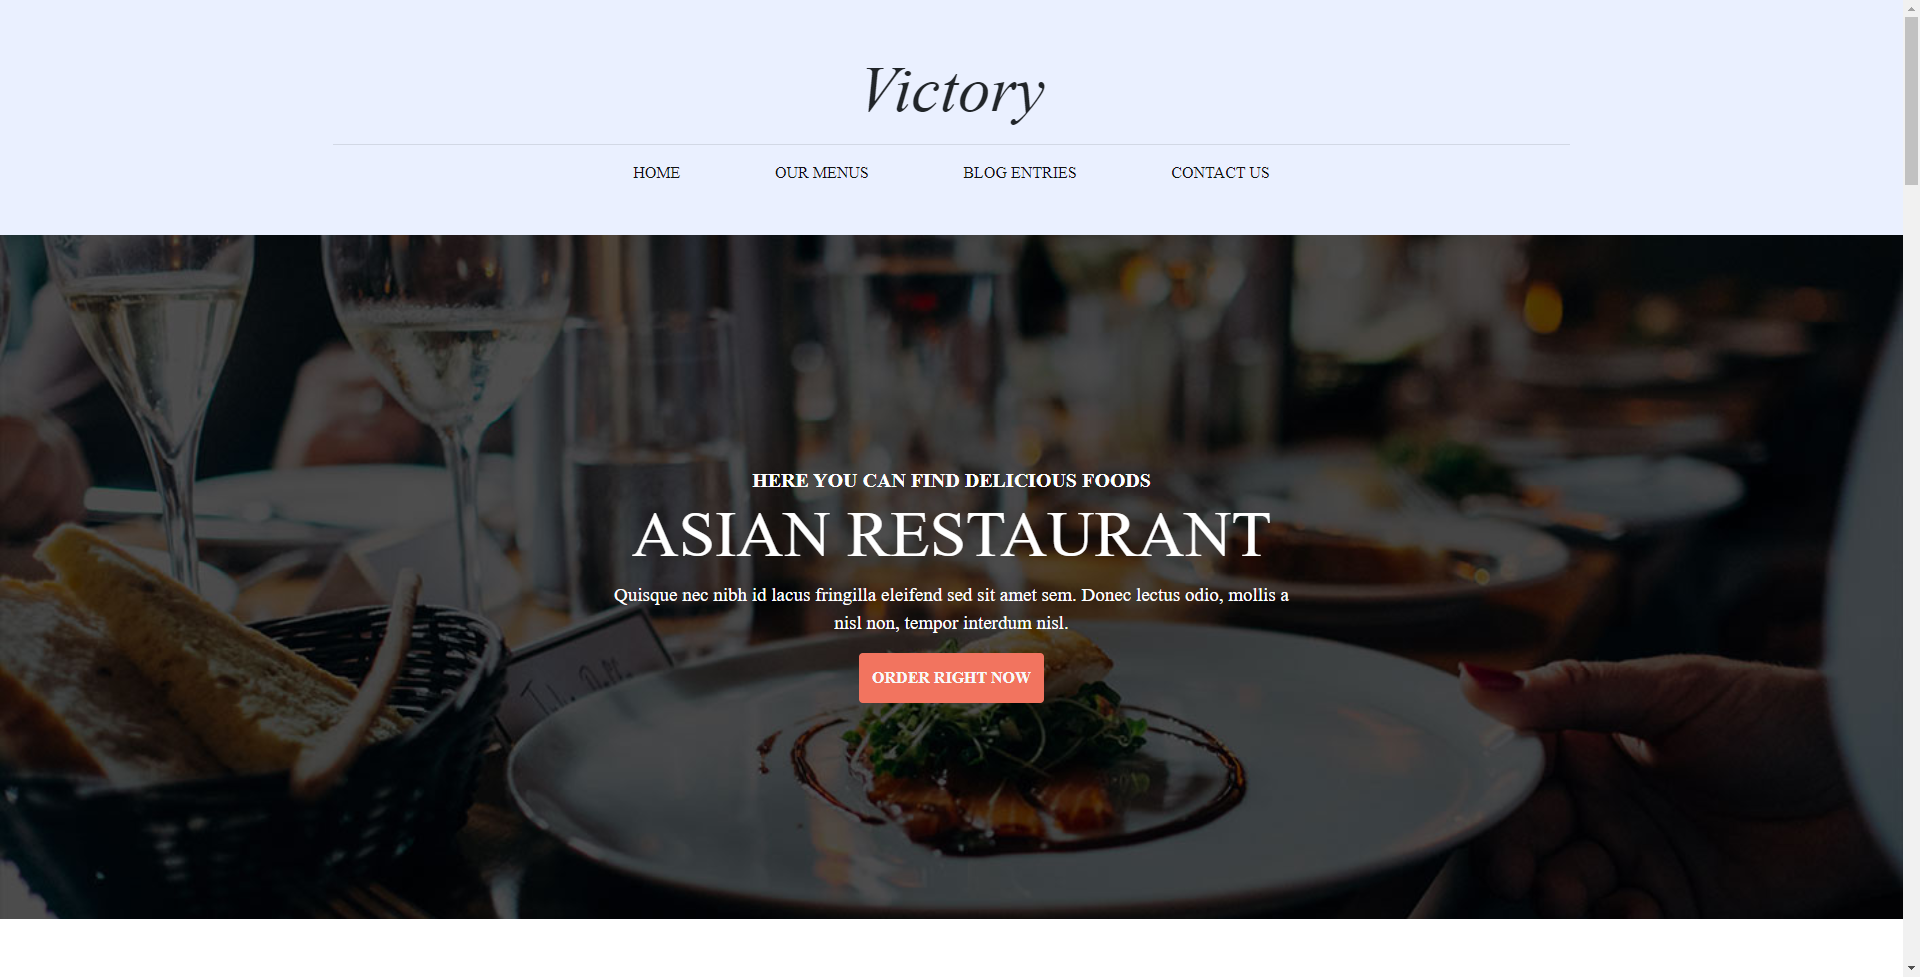 Victory
HOME
OUR MENUS
BLOG ENTRIES
CONTACT US
HERE YOU CAN FIND DELICIOUS FOODS
ASIAN RESTAURANT
Quisque nec nibh id lacus fringilla eleifend sed sit amet sem. Donec lectus odio, mollis a
nisl non, tempor interdum nisl.
ORDER RIGHT NOW